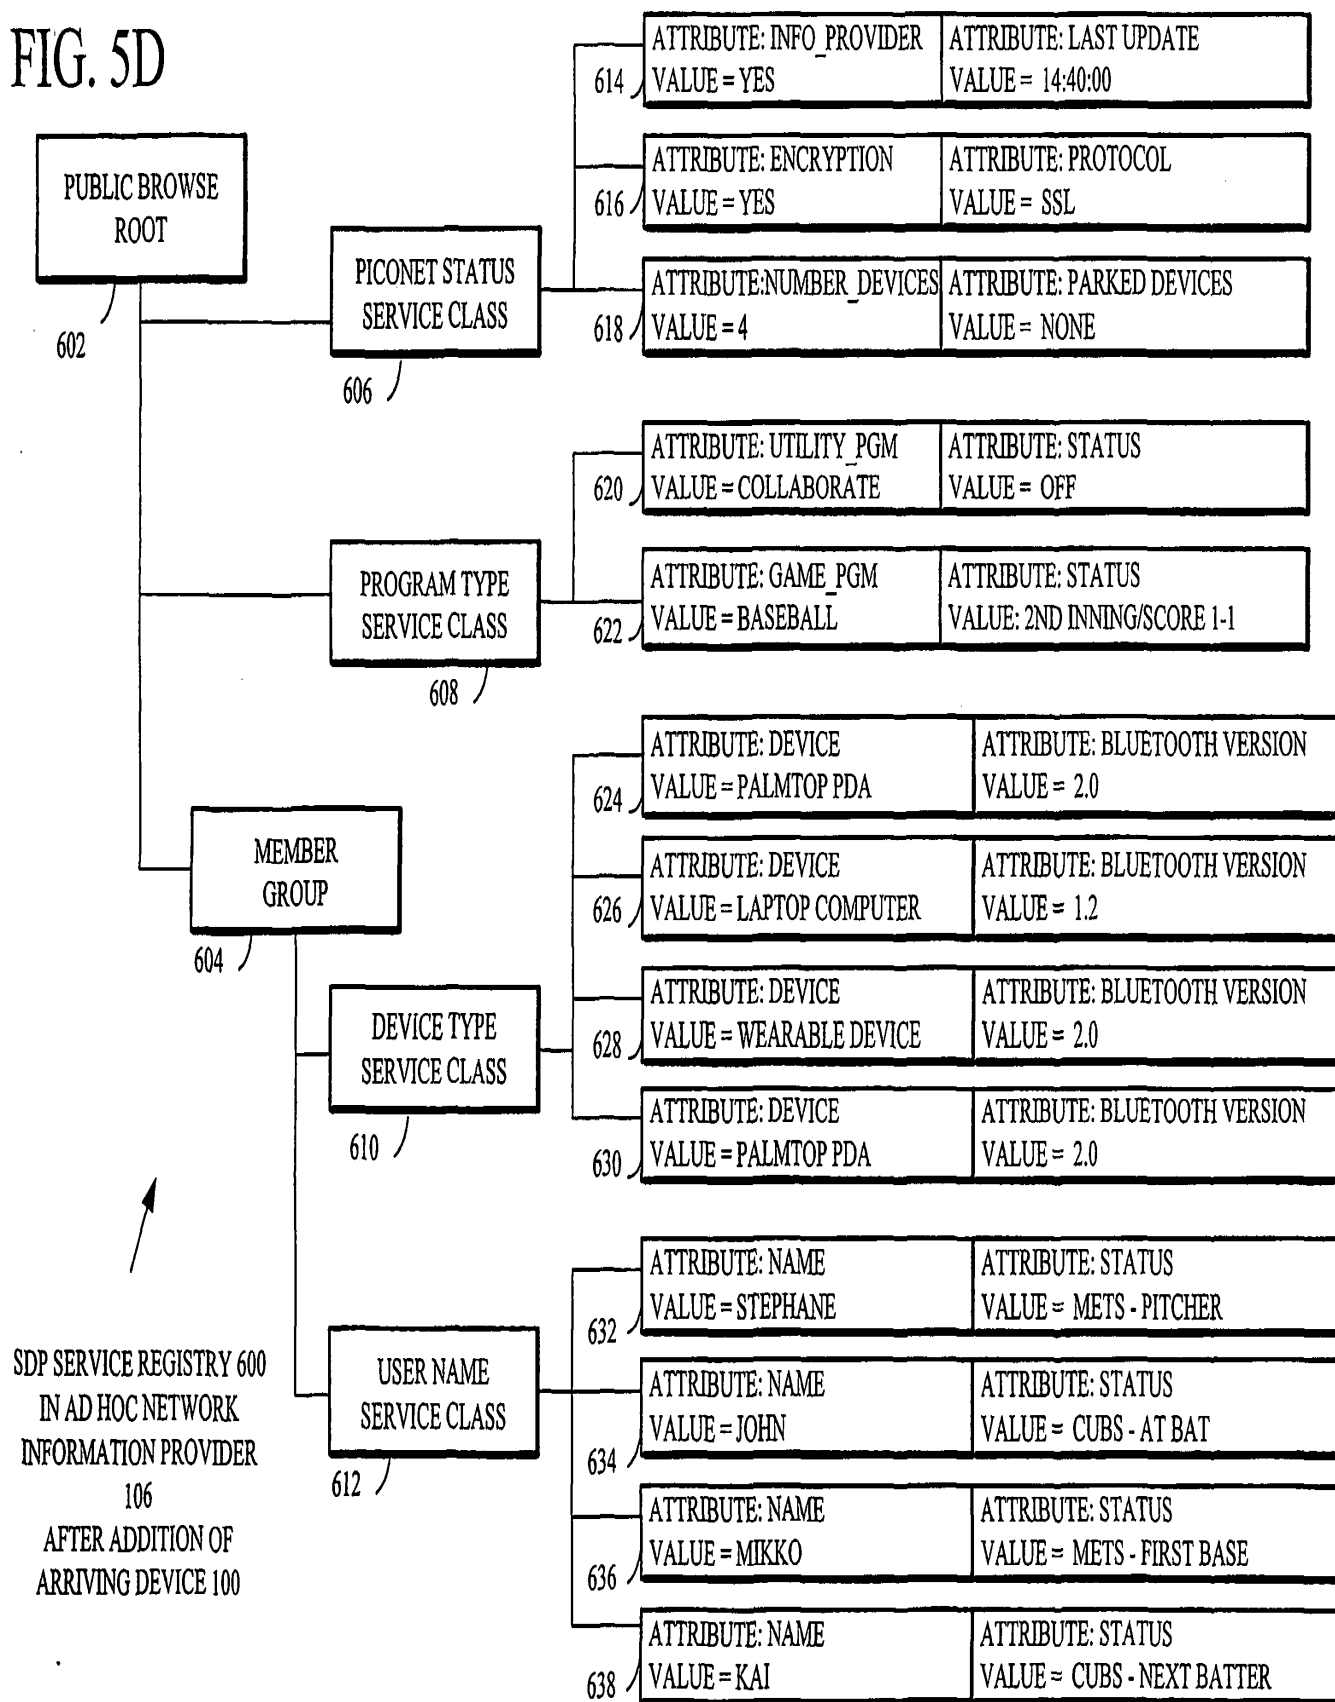 FIG. 5D
PUBLIC BROWSE
ROOT
602
PICONET STATUS
SERVICE CLASS
606
ATTRIBUTE: INFO_PROVIDER
VALUE = YES
ATTRIBUTE: LAST UPDATE
VALUE = 14:40:00
614
ATTRIBUTE: ENCRYPTION
VALUE = YES
ATTRIBUTE: PROTOCOL
VALUE = SSL
616
ATTRIBUTE:NUMBER_DEVICES
VALUE = 4
ATTRIBUTE: PARKED DEVICES
VALUE = NONE
618
PROGRAM TYPE
SERVICE CLASS
608
ATTRIBUTE: UTILITY_PGM
VALUE = COLLABORATE
ATTRIBUTE: STATUS
VALUE = OFF
620
ATTRIBUTE: GAME_PGM
VALUE = BASEBALL
ATTRIBUTE: STATUS
VALUE: 2ND INNING/SCORE 1-1
622
MEMBER
GROUP
604
DEVICE TYPE
SERVICE CLASS
610
ATTRIBUTE: DEVICE
VALUE = PALMTOP PDA
ATTRIBUTE: BLUETOOTH VERSION
VALUE = 2.0
624
ATTRIBUTE: DEVICE
VALUE = LAPTOP COMPUTER
ATTRIBUTE: BLUETOOTH VERSION
VALUE = 1.2
626
ATTRIBUTE: DEVICE
VALUE = WEARABLE DEVICE
ATTRIBUTE: BLUETOOTH VERSION
VALUE = 2.0
628
ATTRIBUTE: DEVICE
VALUE = PALMTOP PDA
ATTRIBUTE: BLUETOOTH VERSION
VALUE = 2.0
630
USER NAME
SERVICE CLASS
612
ATTRIBUTE: NAME
VALUE = STEPHANE
ATTRIBUTE: STATUS
VALUE = METS - PITCHER
632
ATTRIBUTE: NAME
VALUE = JOHN
ATTRIBUTE: STATUS
VALUE = CUBS - AT BAT
634
ATTRIBUTE: NAME
VALUE = MIKKO
ATTRIBUTE: STATUS
VALUE = METS - FIRST BASE
636
ATTRIBUTE: NAME
VALUE = KAI
ATTRIBUTE: STATUS
VALUE = CUBS - NEXT BATTER
638
SDP SERVICE REGISTRY 600
IN AD HOC NETWORK
INFORMATION PROVIDER
106
AFTER ADDITION OF
ARRIVING DEVICE 100